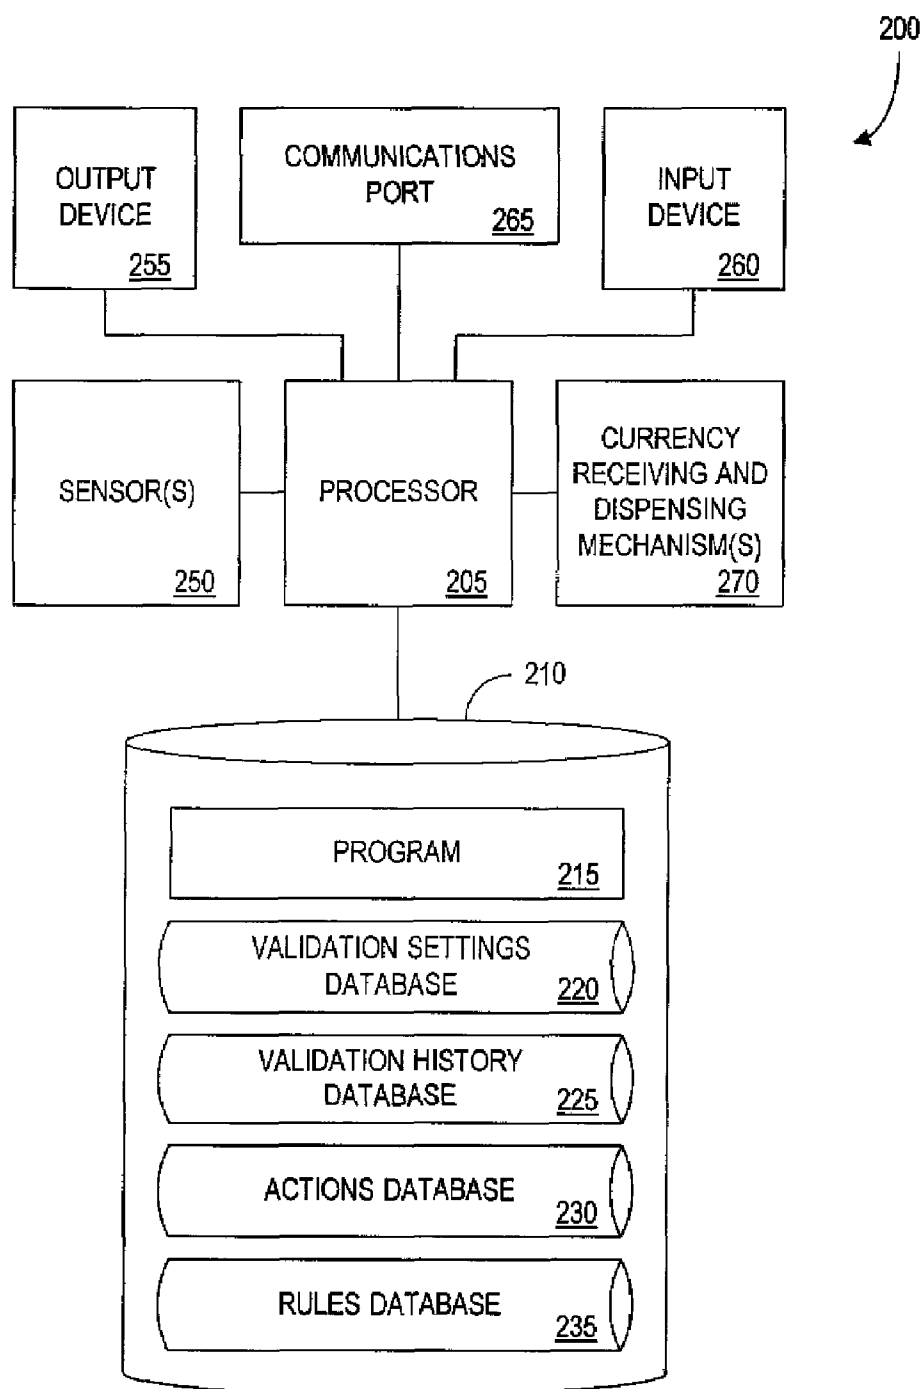 200
OUTPUT
DEVICE
255
COMMUNICATIONS
PORT
265
INPUT
DEVICE
260
SENSOR(S)
250
PROCESSOR
205
CURRENCY
RECEIVING AND
DISPENSING
MECHANISM(S)
270
210
PROGRAM
215
VALIDATION SETTINGS
DATABASE
220
VALIDATION HISTORY
DATABASE
225
ACTIONS DATABASE
230
RULES DATABASE
235